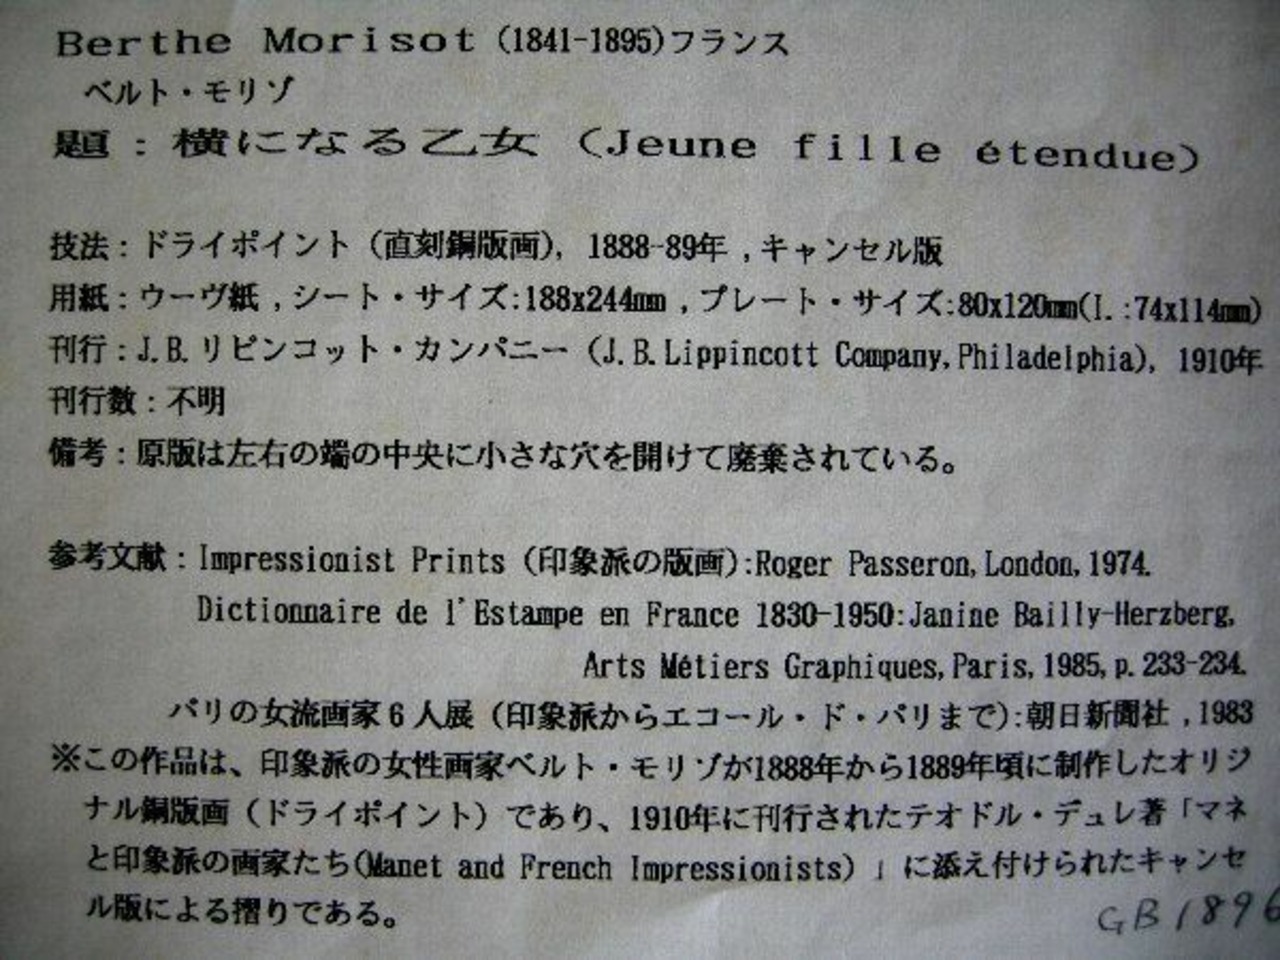 Berthe Morisot (1841-1895)フランス
ベルト・モリゾ
題：横になる乙女（Jeune fille étendue）
技法：ドライポイント（直刻銅版画), 1888-89年 ,キャンセル版
用紙：ウーヴ紙 ,シート・サイズ:188x244mm ,プレート・サイズ:80x120mm(I.:74x114mm)
刊行：J.B.リピンコット・カンパニー（J.B.Lippincott Company,Philadelphia), 1910年
刊行数：不明
備考：原版は左右の端の中央に小さな穴を開けて廃棄されている。
参考文献：Impressionist Prints（印象派の版画):Roger Passeron,London,1974.
Dictionnaire de l'Estampe en France 1830-1950:Janine Bailly-Herzberg,
Arts Métiers Graphiques,Paris,1985,p.233-234.
パリの女流画家6人展（印象派からエコール・ド・パリまで):朝日新聞社 ,1983
※この作品は、印象派の女性画家ベルト・モリゾが1888年から1889年頃に制作したオリジ
ナル銅版画（ドライポイント）であり、1910年に刊行されたテオドル・デュレ著「マネ
と印象派の画家たち(Manet and French Impressionists)」に添え付けられたキャンセ
ル版による摺りである。
GB1896